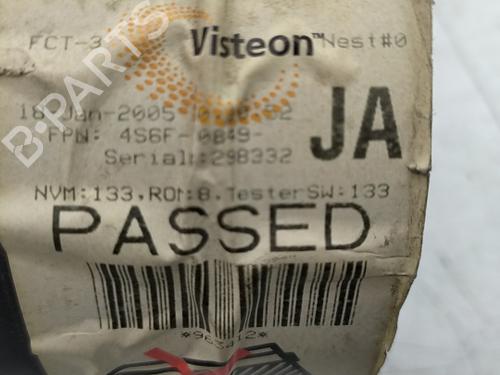 FCT-3 Visteon™ Nest#0
18-Jan-2005
FPN: 4S6F- 0849- JA
Serial:298332
NVM:133.ROM:8.TesterSW:133
PASSED
B-PARTS